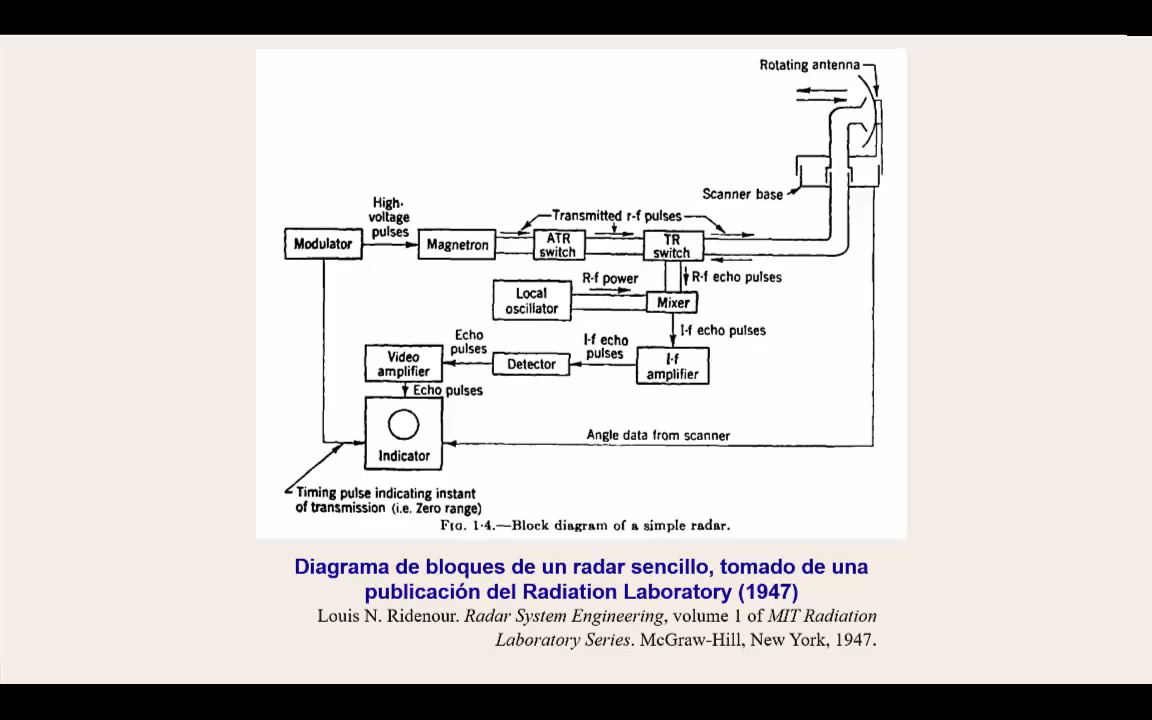 Rotating antenna
Scanner base
High-
voltage
pulses
Transmitted r-f pulses
Modulator
Magnetron
ATR
switch
TR
switch
R-f echo pulses
R-f power
Local
oscillator
Mixer
I-f echo pulses
Echo
pulses
I-f echo
pulses
Video
amplifier
Detector
I-f
amplifier
Echo pulses
Angle data from scanner
Indicator
Timing pulse indicating instant
of transmission (i.e. Zero range)
FIG. 1·4.—Block diagram of a simple radar.
Diagrama de bloques de un radar sencillo, tomado de una
publicación del Radiation Laboratory (1947)
Louis N. Ridenour. Radar System Engineering, volume 1 of MIT Radiation
Laboratory Series. McGraw-Hill, New York, 1947.